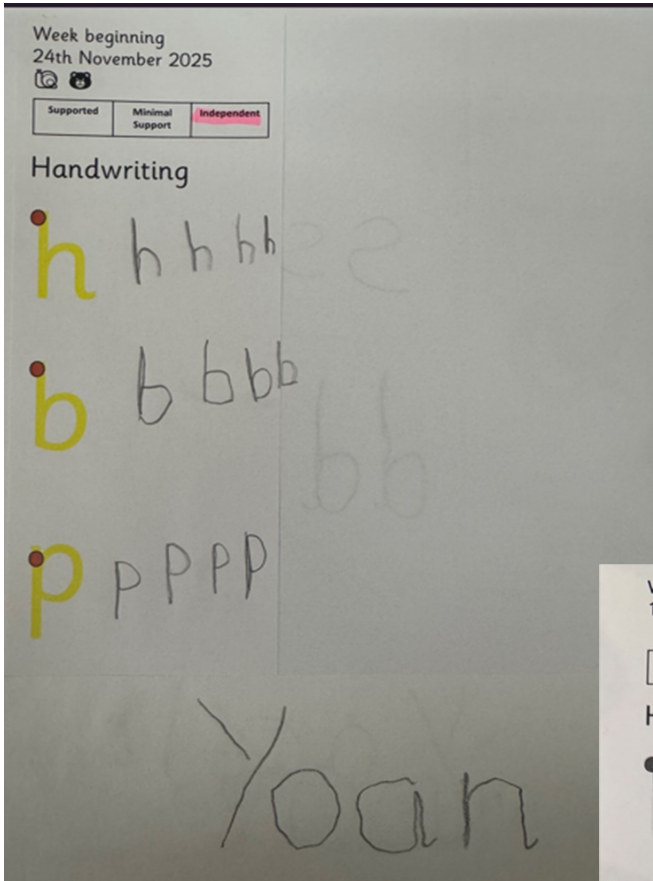 Week beginning
24th November 2025
Supported Minimal Support Independent
Handwriting
h h h h h
b b b b b
p p p p p
Yoan